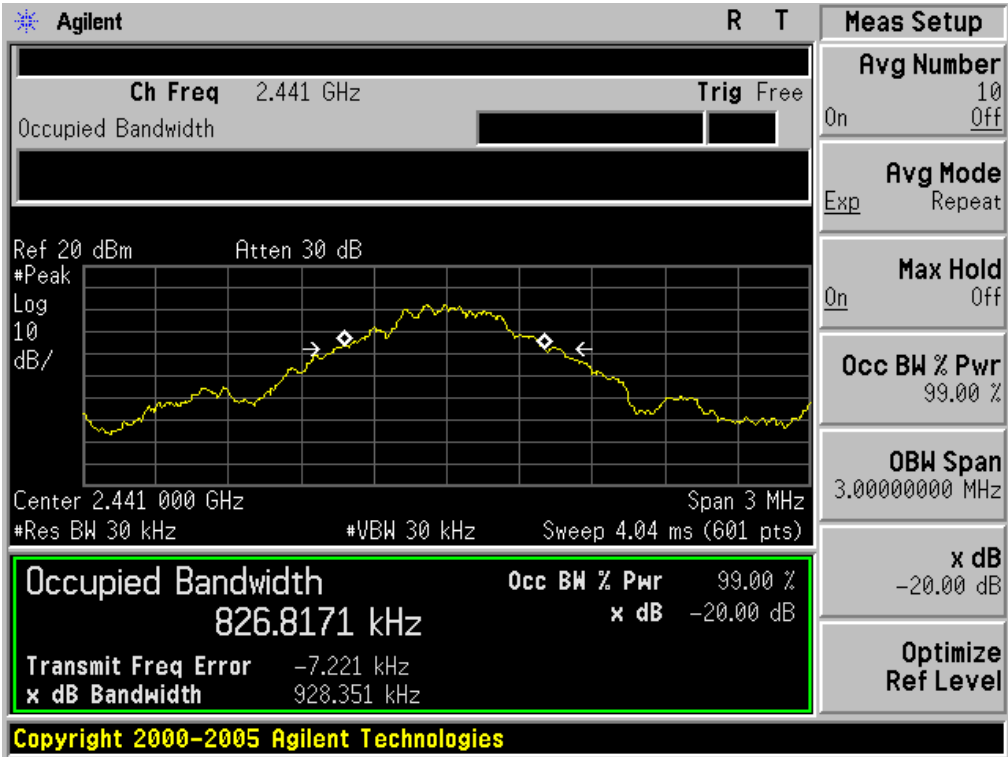 Agilent R T
Ch Freq 2.441 GHz Trig Free
Occupied Bandwidth
Ref 20 dBm Atten 30 dB
#Peak
Log
10
dB/
Center 2.441 000 GHz Span 3 MHz
#Res BW 30 kHz #VBW 30 kHz Sweep 4.04 ms (601 pts)
Occupied Bandwidth Occ BW % Pwr 99.00 %
826.8171 kHz x dB -20.00 dB
Transmit Freq Error -7.221 kHz
x dB Bandwidth 928.351 kHz
Copyright 2000-2005 Agilent Technologies
Meas Setup
Avg Number
10
On Off
Avg Mode
Exp Repeat
Max Hold
On Off
Occ BW % Pwr
99.00 %
OBW Span
3.00000000 MHz
x dB
-20.00 dB
Optimize
Ref Level